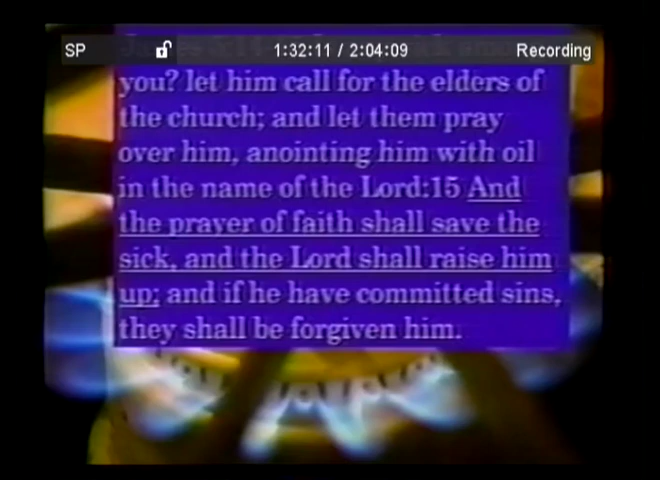 SP 1:32:11 / 2:04:09 Recording
you? let him call for the elders of
the church; and let them pray
over him, anointing him with oil
in the name of the Lord:15 And
the prayer of faith shall save the
sick, and the Lord shall raise him
up; and if he have committed sins,
they shall be forgiven him.